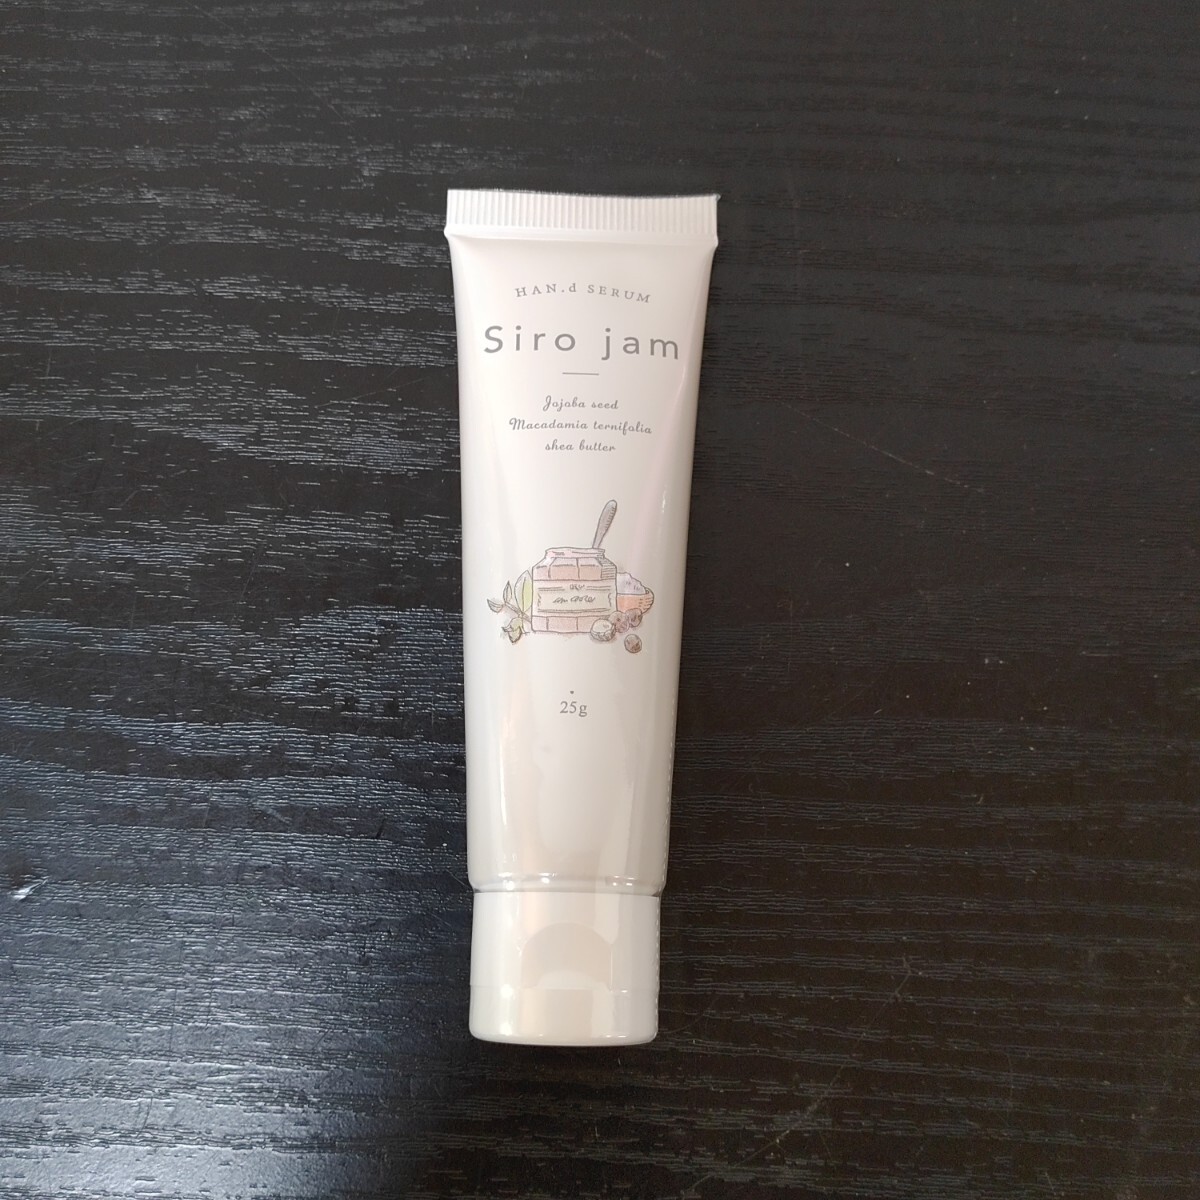 HAN.d SERUM
Siro jam
Jojoba seed
Macadamia ternifolia
shea butter
25g